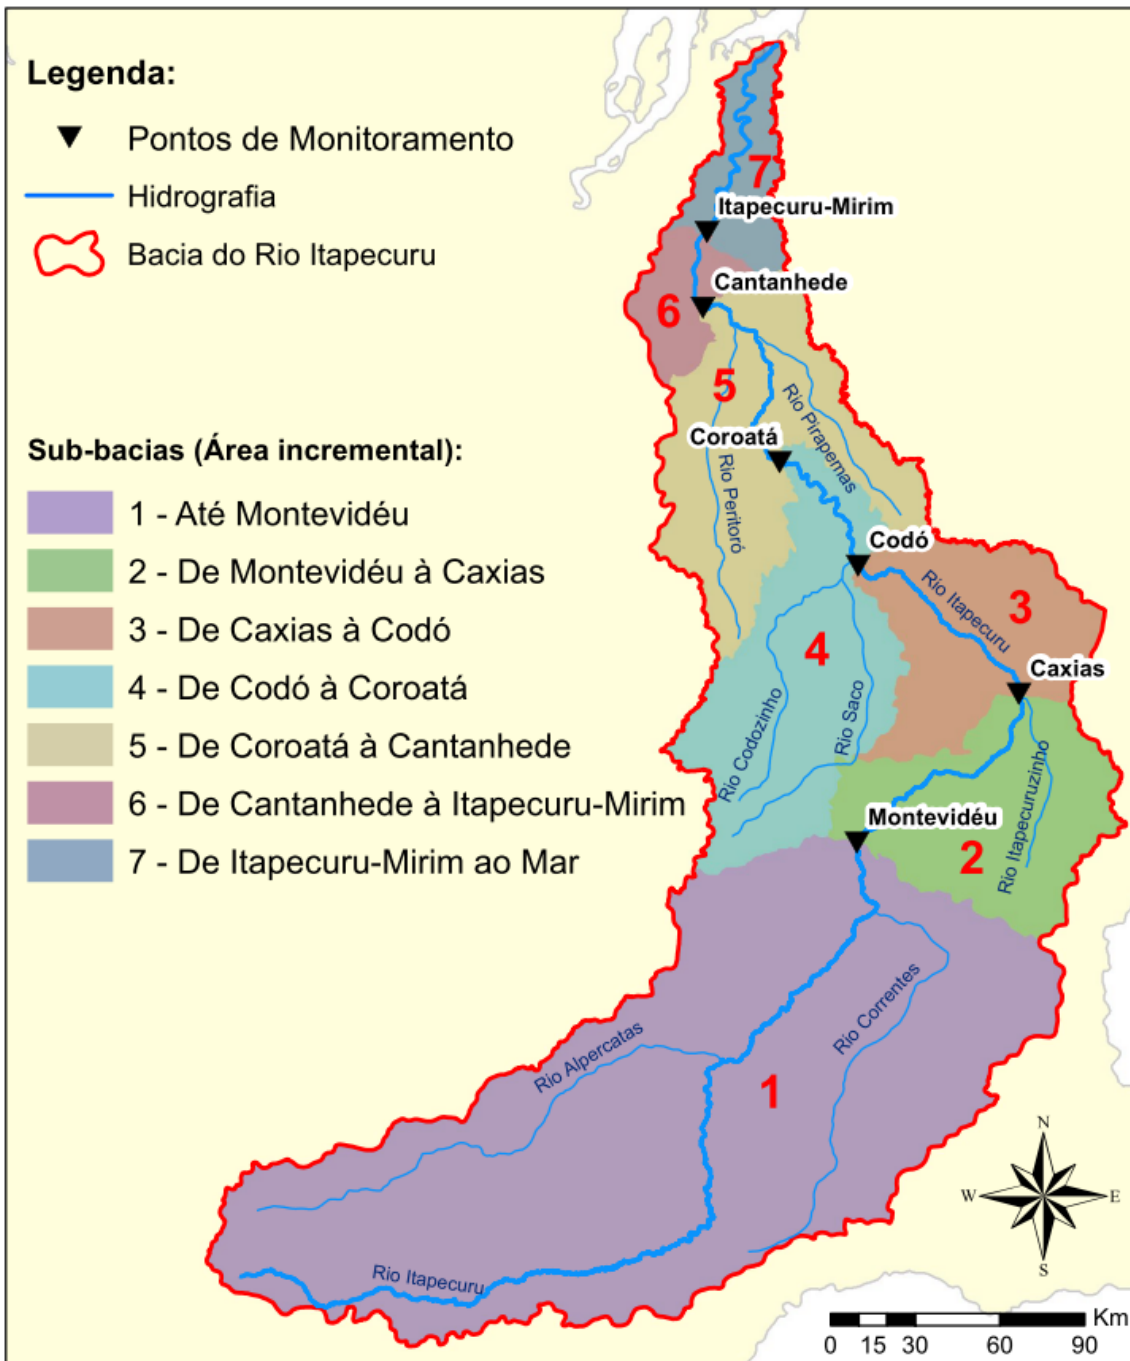 Legenda:
Pontos de Monitoramento
Hidrografia
Bacia do Rio Itapecuru
Sub-bacias (Área incremental):
1 - Até Montevidéu
2 - De Montevidéu à Caxias
3 - De Caxias à Codó
4 - De Codó à Coroatá
5 - De Coroatá à Cantanhede
6 - De Cantanhede à Itapecuru-Mirim
7 - De Itapecuru-Mirim ao Mar
7
Itapecuru-Mirim
Cantanhede
6
5
Rio Pirapemas
Coroatá
Rio Peritoró
Codó
Rio Itapecuru
3
4
Caxias
Rio Codozinho
Rio Saco
Rio Itapecuruzinho
Montevidéu
2
Rio Correntes
Rio Alpercatas
1
Rio Itapecuru
N
W
E
S
Km
0 15 30 60 90